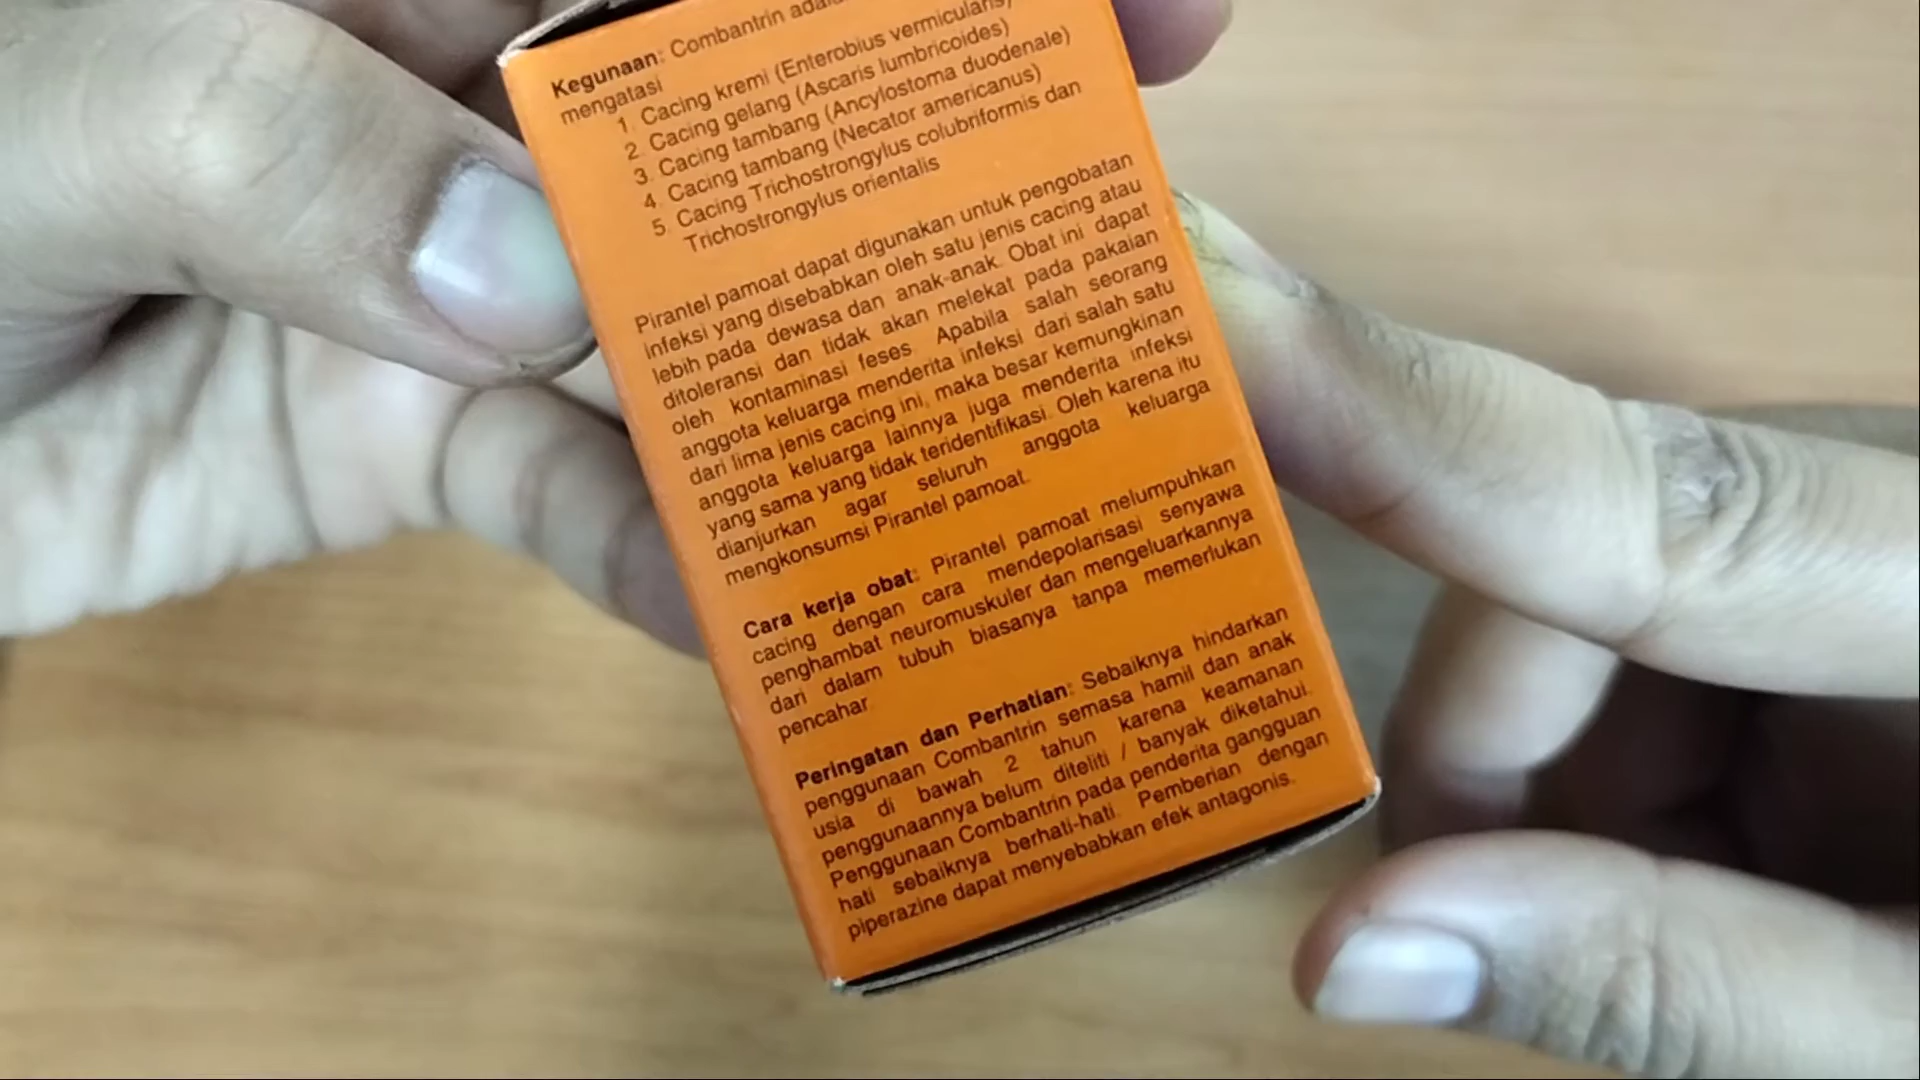 Kegunaan: Combantrin
mengatasi
1. Cacing kremi (Enterobius vermicularis)
2. Cacing gelang (Ascaris lumbricoides)
3. Cacing tambang (Ancylostoma duodenale)
4. Cacing tambang (Necator americanus)
5. Cacing Trichostrongylus colubriformis dan
Trichostrongylus orientalis
Pirantel pamoat dapat digunakan untuk pengobatan
infeksi yang disebabkan oleh satu jenis cacing atau
lebih pada dewasa dan anak-anak. Obat ini dapat
ditoleransi dan tidak akan melekat pada pakaian
oleh kontaminasi feses. Apabila salah seorang
anggota keluarga menderita infeksi dari salah satu
dari lima jenis cacing ini, maka besar kemungkinan
anggota keluarga lainnya juga menderita infeksi
yang sama yang tidak teridentifikasi. Oleh karena itu
dianjurkan agar seluruh anggota keluarga
mengkonsumsi Pirantel pamoat.
Cara kerja obat: Pirantel pamoat melumpuhkan
cacing dengan cara mendepolarisasi senyawa
penghambat neuromuskuler dan mengeluarkannya
dari dalam tubuh biasanya tanpa memerlukan
pencahar
Peringatan dan Perhatian: Sebaiknya hindarkan
penggunaan Combantrin semasa hamil dan anak
usia di bawah 2 tahun karena keamanan
penggunaannya belum diteliti / banyak diketahui.
Penggunaan Combantrin pada penderita gangguan
hati sebaiknya berhati-hati. Pemberian dengan
piperazine dapat menyebabkan efek antagonis.